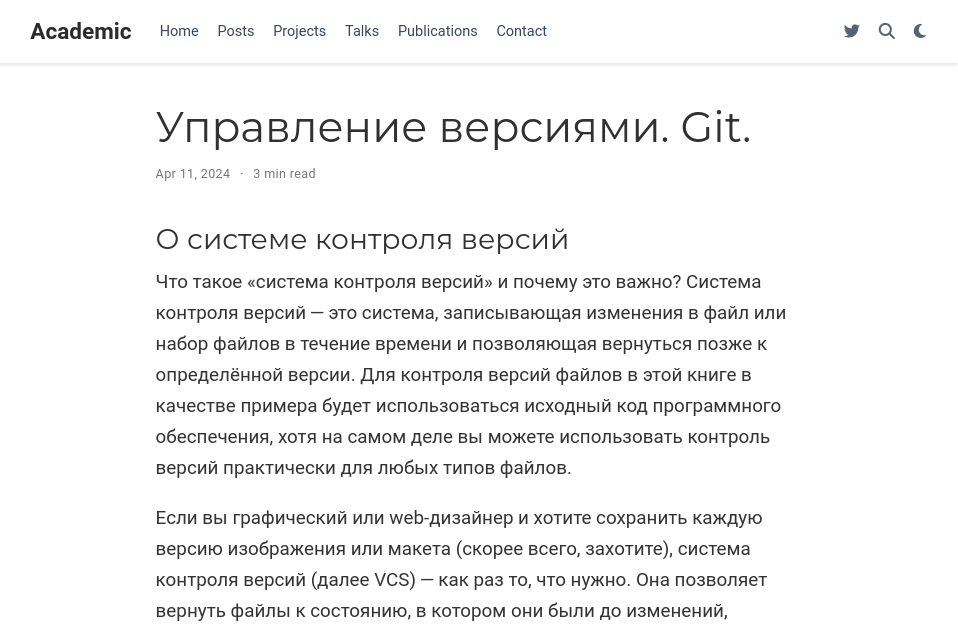 Academic Home Posts Projects Talks Publications Contact
Управление версиями. Git.
Apr 11, 2024 · 3 min read
О системе контроля версий
Что такое «система контроля версий» и почему это важно? Система
контроля версий — это система, записывающая изменения в файл или
набор файлов в течение времени и позволяющая вернуться позже к
определённой версии. Для контроля версий файлов в этой книге в
качестве примера будет использоваться исходный код программного
обеспечения, хотя на самом деле вы можете использовать контроль
версий практически для любых типов файлов.
Если вы графический или web-дизайнер и хотите сохранить каждую
версию изображения или макета (скорее всего, захотите), система
контроля версий (далее VCS) — как раз то, что нужно. Она позволяет
вернуть файлы к состоянию, в котором они были до изменений,